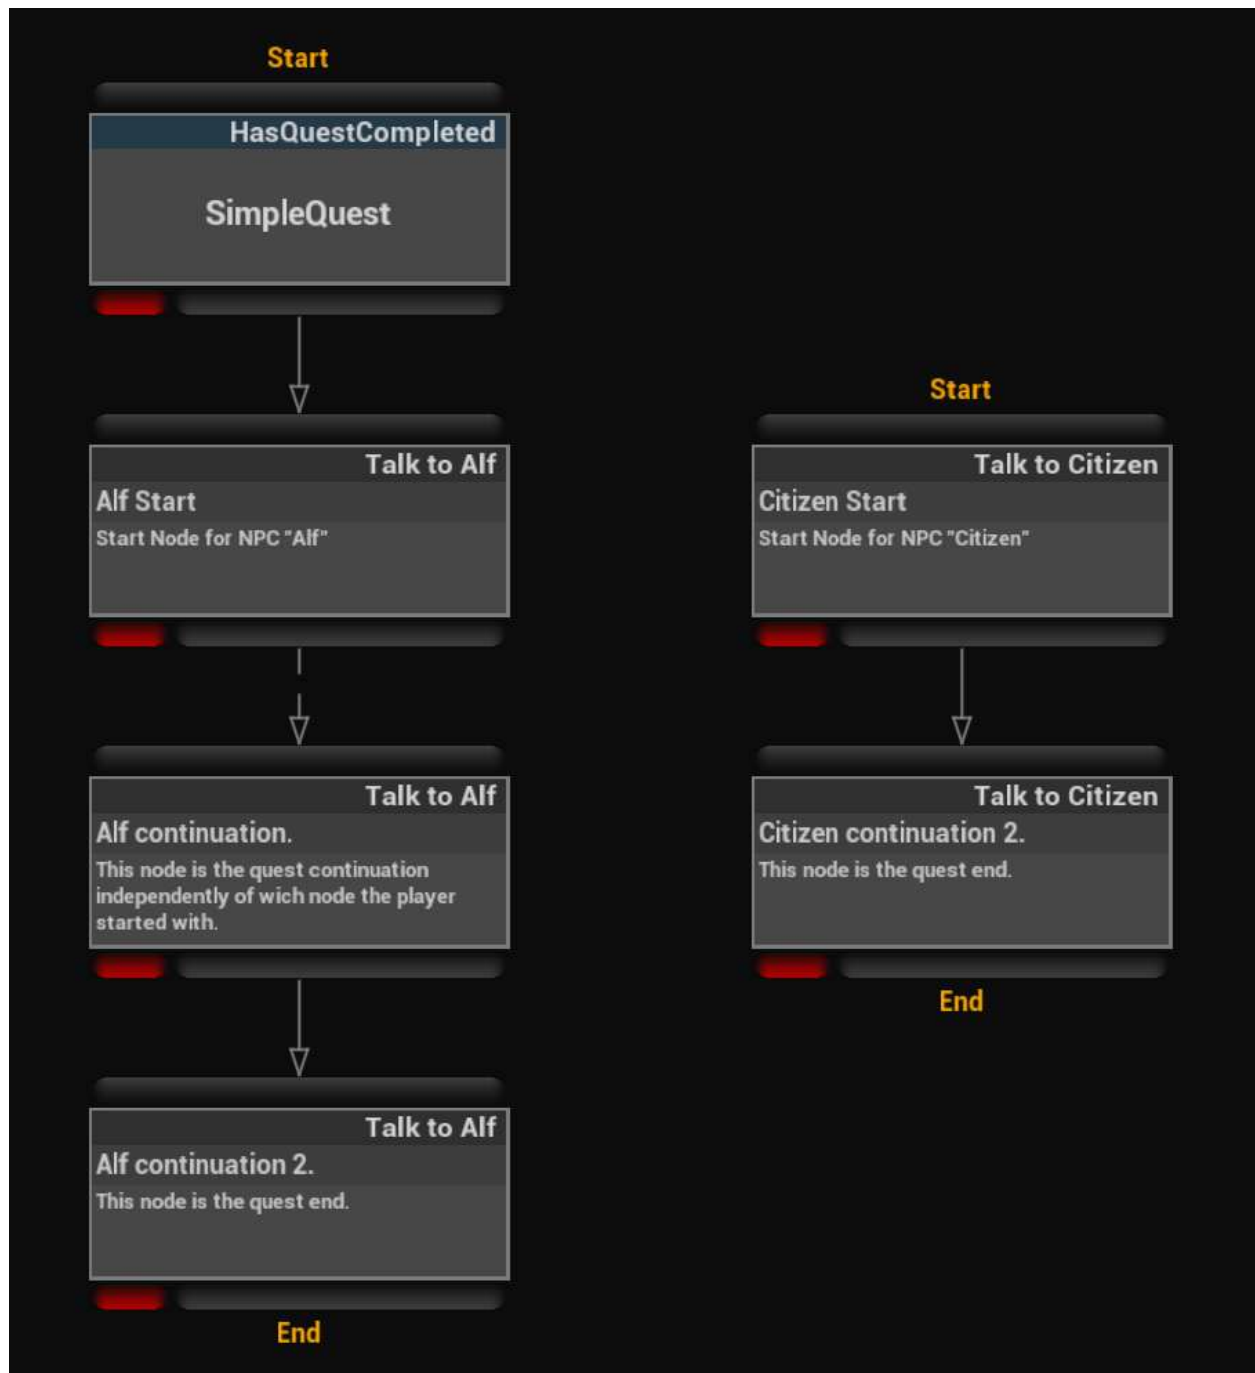 Start
HasQuestCompleted
SimpleQuest
Talk to Alf
Alf Start
Start Node for NPC "Alf"
Talk to Alf
Alf continuation.
This node is the quest continuation
independently of wich node the player
started with.
Talk to Alf
Alf continuation 2.
This node is the quest end.
End
Start
Talk to Citizen
Citizen Start
Start Node for NPC "Citizen"
Talk to Citizen
Citizen continuation 2.
This node is the quest end.
End